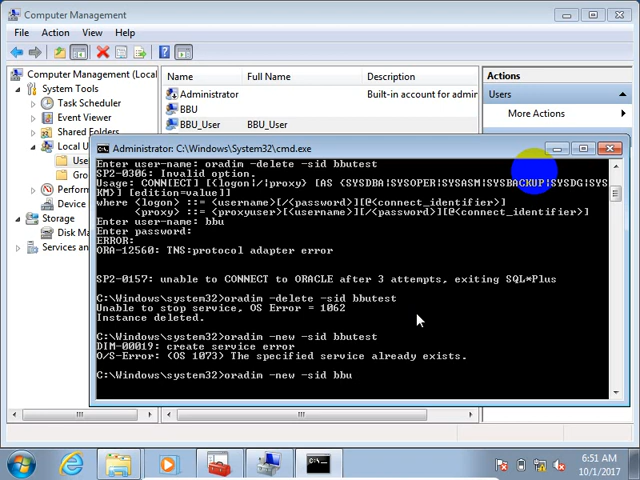 Computer Management
File Action View Help
Computer Management (Local
System Tools
Task Scheduler
Event Viewer
Shared Folders
Local U
Use
Gro
Perform
Device
Storage
Disk Ma
Services an
Name Full Name Description
Administrator Built-in account for admir
BBU
BBU_User BBU_User
Actions
Users
More Actions
Administrator: C:\Windows\System32\cmd.exe
Enter user-name: oradim -delete -sid bbutest
SP2-0306: Invalid option.
Usage: CONN[ECT] [{logon|/|proxy} [AS {SYSDBA|SYSOPER|SYSASM|SYSBACKUP|SYSDG|SYS
KM}] [edition=value]]
where <logon> ::= <username>[/<password>][@<connect_identifier>]
<proxy> ::= <proxyuser>[<username>][/<password>][@<connect_identifier>]
Enter user-name: bbu
Enter password:
ERROR:
ORA-12560: TNS:protocol adapter error
SP2-0157: unable to CONNECT to ORACLE after 3 attempts, exiting SQL*Plus
C:\Windows\system32>oradim -delete -sid bbutest
Unable to stop service, OS Error = 1062
Instance deleted.
C:\Windows\system32>oradim -new -sid bbutest
DIM-00019: create service error
O/S-Error: (OS 1073) The specified service already exists.
C:\Windows\system32>oradim -new -sid bbu
6:51 AM
10/1/2017